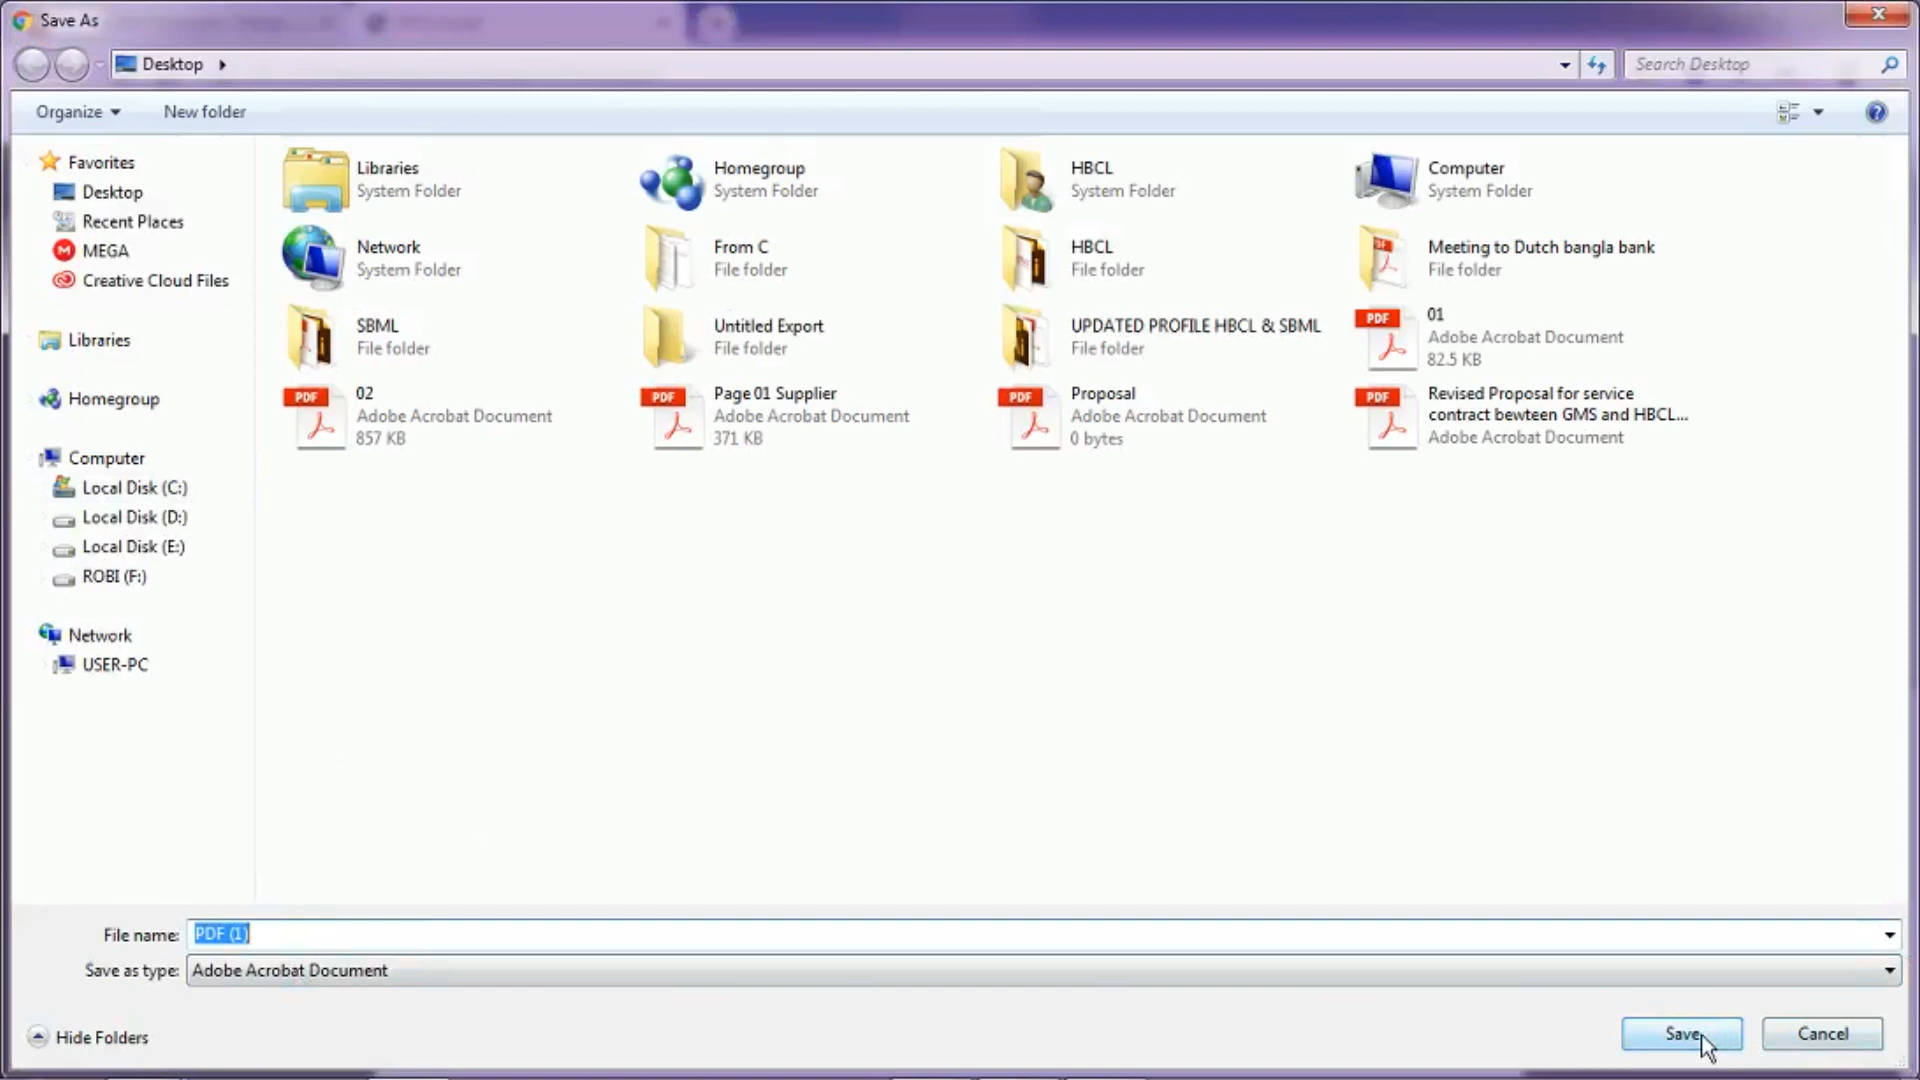 Save As
Desktop
Search Desktop
Organize
New folder
Favorites
Desktop
Recent Places
MEGA
Creative Cloud Files
Libraries
Homegroup
Computer
Local Disk (C:)
Local Disk (D:)
Local Disk (E:)
ROBI (F:)
Network
USER-PC
Libraries
System Folder
Homegroup
System Folder
HBCL
System Folder
Computer
System Folder
Network
System Folder
From C
File folder
HBCL
File folder
Meeting to Dutch bangla bank
File folder
SBML
File folder
Untitled Export
File folder
UPDATED PROFILE HBCL & SBML
File folder
PDF
01
Adobe Acrobat Document
82.5 KB
PDF
02
Adobe Acrobat Document
857 KB
PDF
Page 01 Supplier
Adobe Acrobat Document
371 KB
PDF
Proposal
Adobe Acrobat Document
0 bytes
PDF
Revised Proposal for service
contract bewteen GMS and HBCL...
Adobe Acrobat Document
File name: PDF (1)
Save as type: Adobe Acrobat Document
Hide Folders
Save
Cancel